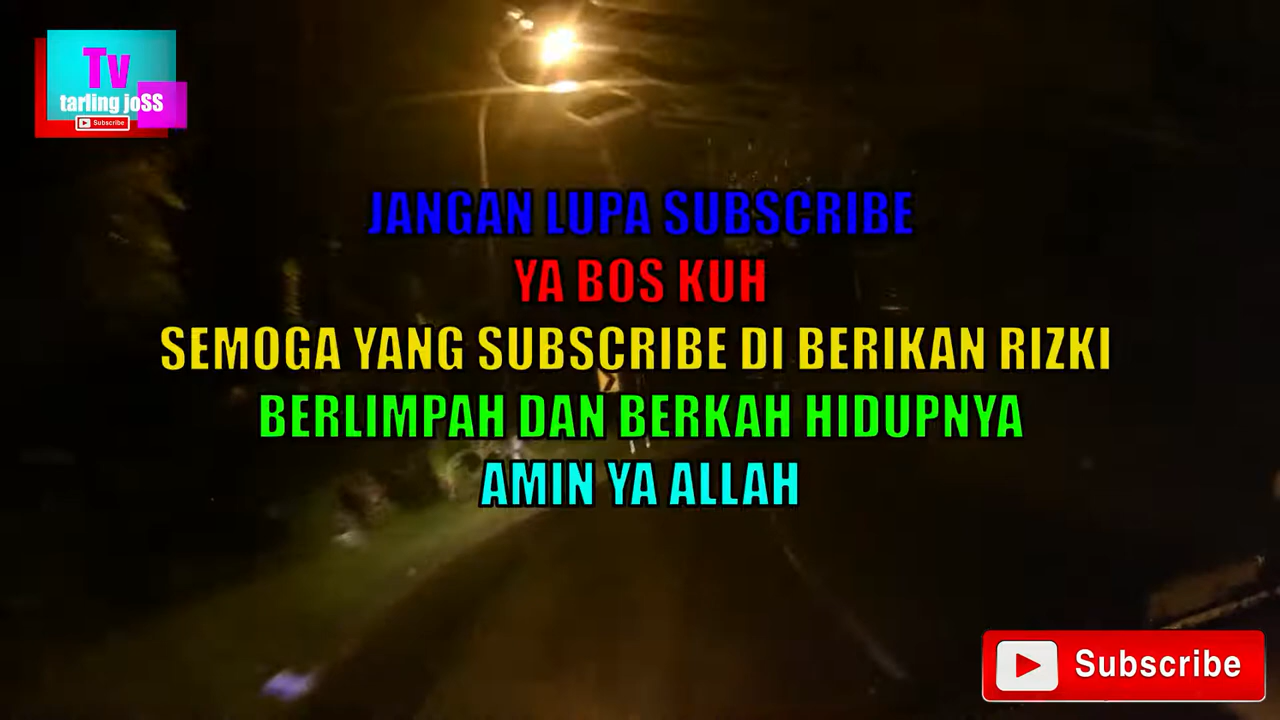 Tv
tarling joSS
Subscribe
JANGAN LUPA SUBSCRIBE
YA BOS KUH
SEMOGA YANG SUBSCRIBE DI BERIKAN RIZKI
BERLIMPAH DAN BERKAH HIDUPNYA
AMIN YA ALLAH
Subscribe